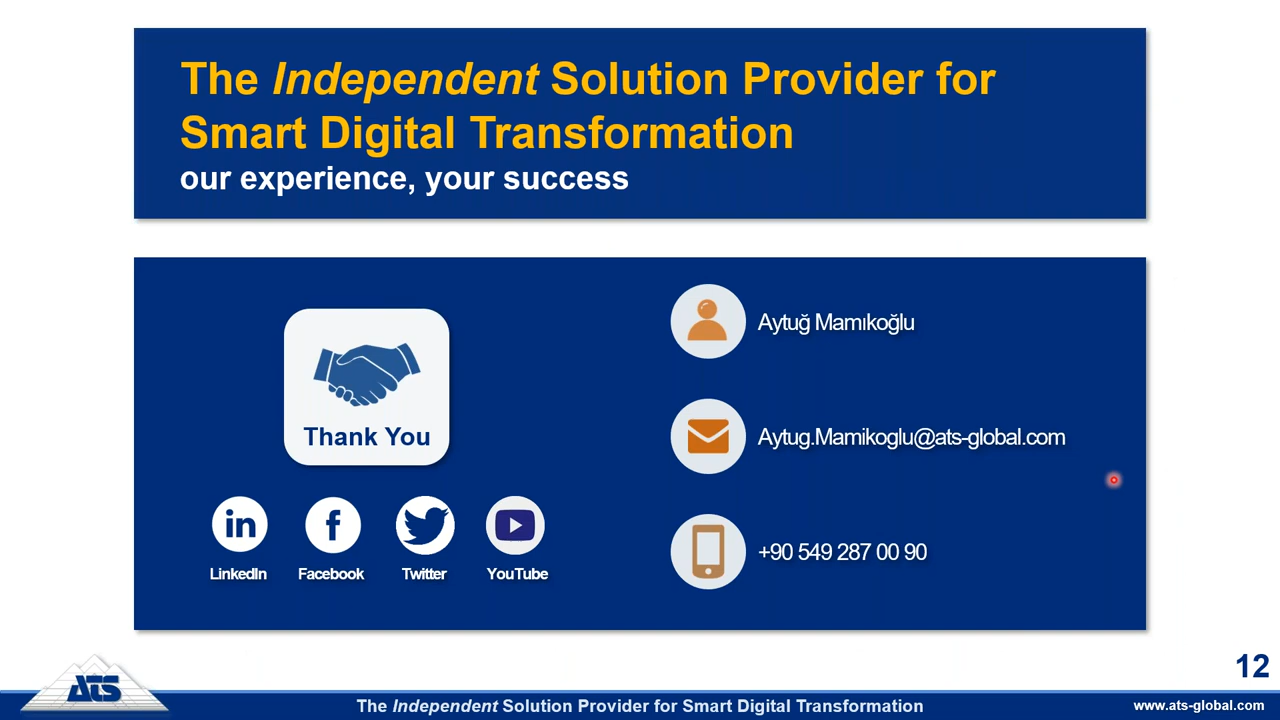 The Independent Solution Provider for
Smart Digital Transformation
our experience, your success
Thank You
LinkedIn
Facebook
Twitter
YouTube
Aytuğ Mamıkoğlu
Aytug.Mamikoglu@ats-global.com
+90 549 287 00 90
12
ATS
The Independent Solution Provider for Smart Digital Transformation
www.ats-global.com